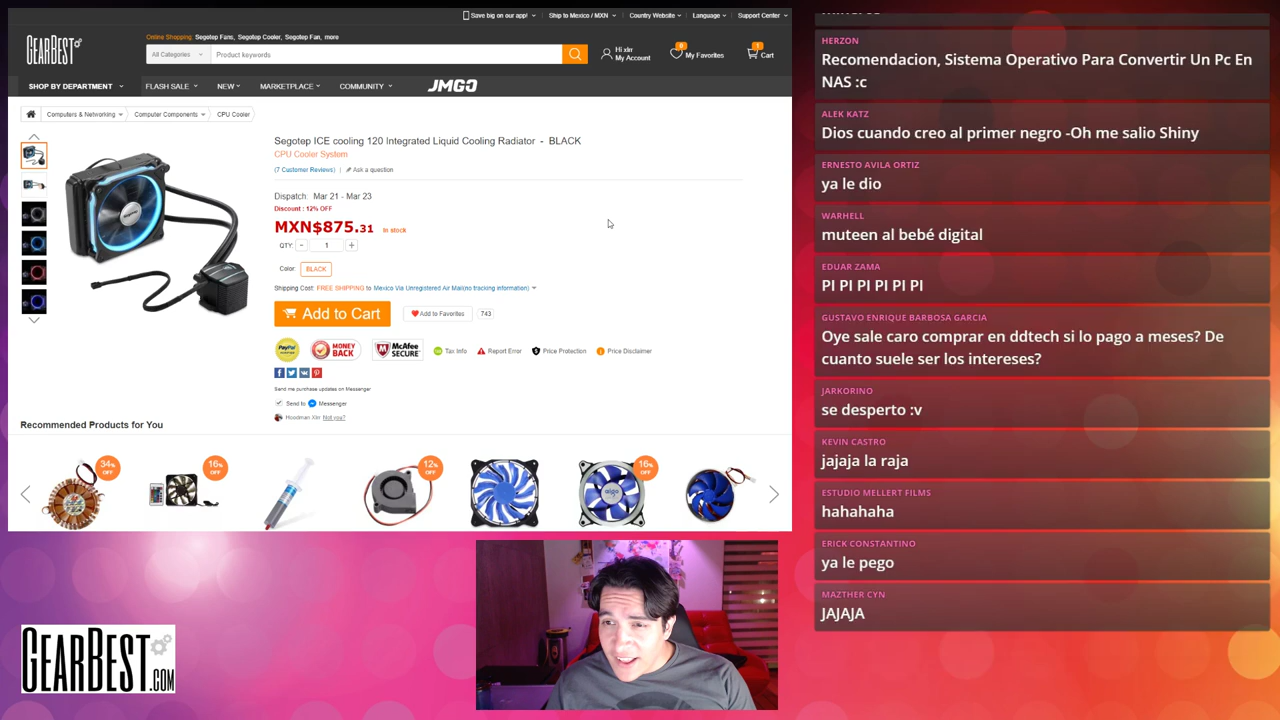 Save big on our app!
Ship to Mexico / MXN
Country Website
Language
Support Center
GEARBEST
Online Shopping: Segotep Fans, Segotep Cooler, Segotep Fan, more
All Categories
Product keywords
Hi xlrr
My Account
0
My Favorites
1
Cart
SHOP BY DEPARTMENT
FLASH SALE
NEW
MARKETPLACE
COMMUNITY
JMGO
Computers & Networking
Computer Components
CPU Cooler
Segotep ICE cooling 120 Integrated Liquid Cooling Radiator - BLACK
CPU Cooler System
(7 Customer Reviews) | Ask a question
Dispatch: Mar 21 - Mar 23
Discount : 12% OFF
MXN$875.31 In stock
QTY: - 1 +
Color: BLACK
Shipping Cost: FREE SHIPPING to Mexico Via Unregistered Air Mail(no tracking information)
Add to Cart
Add to Favorites
743
PayPal
MONEY BACK
McAfee SECURE
Tax Info
Report Error
Price Protection
Price Disclaimer
Send me purchase updates on Messenger
Send to Messenger
Hoodman Xlrr Not you?
Recommended Products for You
34% OFF
16% OFF
12% OFF
16% OFF
GEARBEST.COM
HERZON
Recomendacion, Sistema Operativo Para Convertir Un Pc En
NAS :c
ALEK KATZ
Dios cuando creo al primer negro -Oh me salio Shiny
ERNESTO AVILA ORTIZ
ya le dio
WARHELL
muteen al bebé digital
EDUAR ZAMA
PI PI PI PI PI PI
GUSTAVO ENRIQUE BARBOSA GARCIA
Oye sale caro comprar en ddtech si lo pago a meses? De
cuanto suele ser los intereses?
JARKORINO
se desperto :v
KEVIN CASTRO
jajaja la raja
ESTUDIO MELLERT FILMS
hahahaha
ERICK CONSTANTINO
ya le pego
MAZTHER CYN
JAJAJA